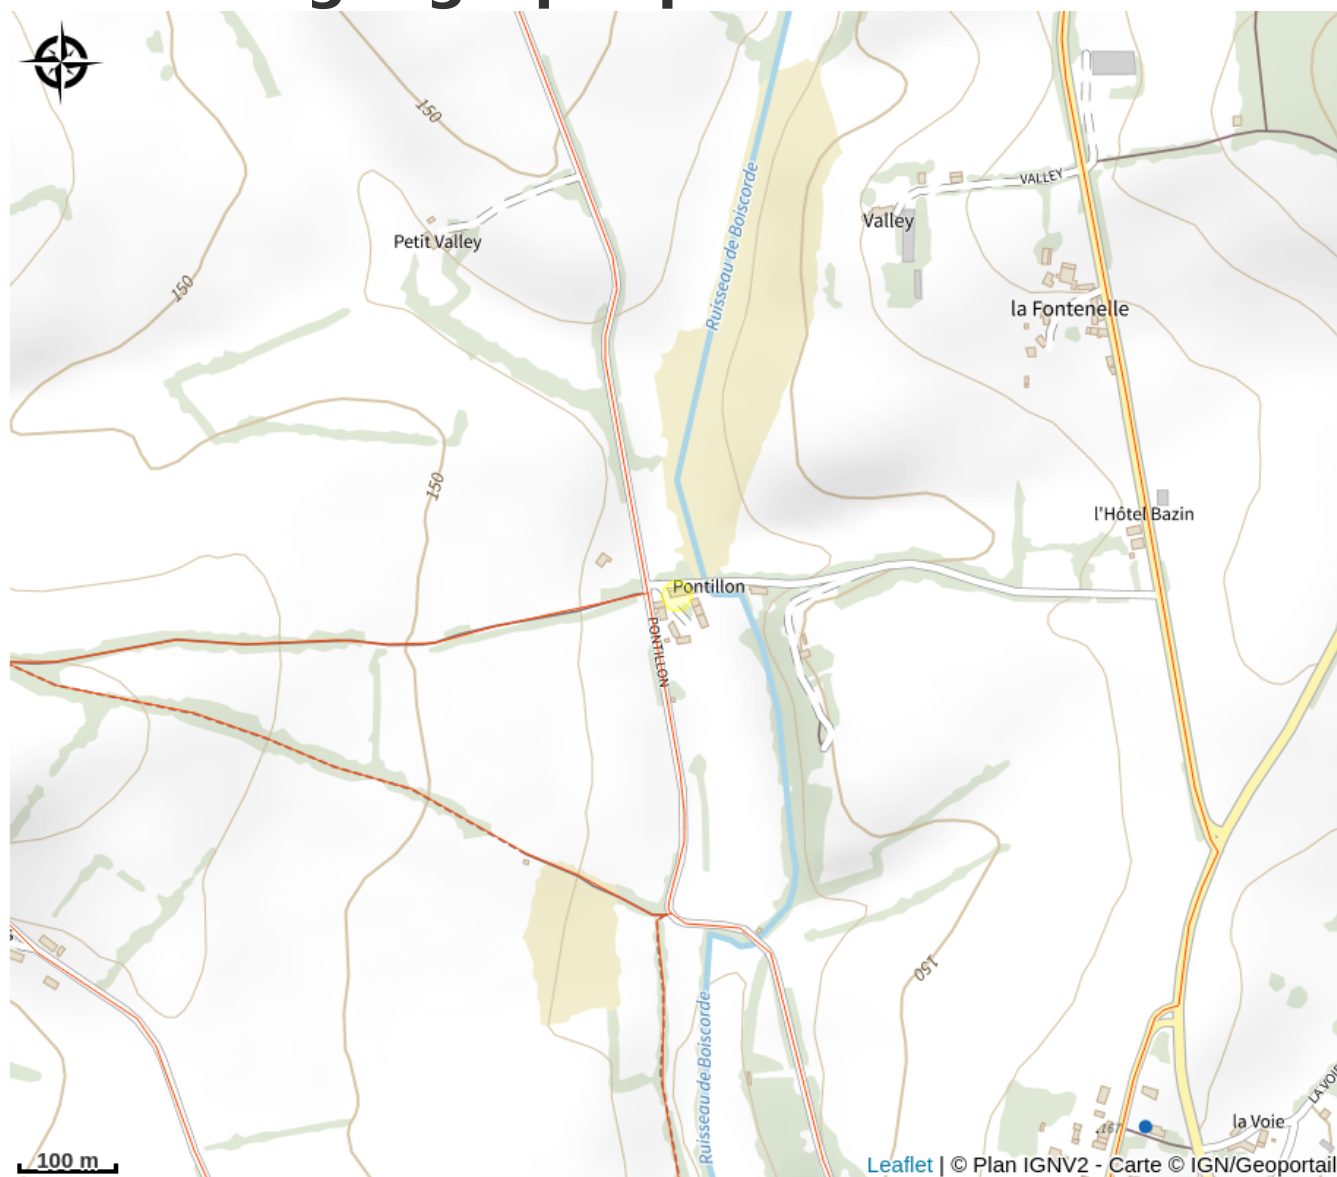 150
VALLEY
Valley
Petit Valley
Ruisseau de Boiscorde
150
la Fontenelle
150
l'Hôtel Bazin
Pontillon
PONTILLON
150
Ruisseau de Boiscorde
167
la Voie
LA VOIE
100 m
Leaflet | © Plan IGNV2 - Carte © IGN/Geoportail